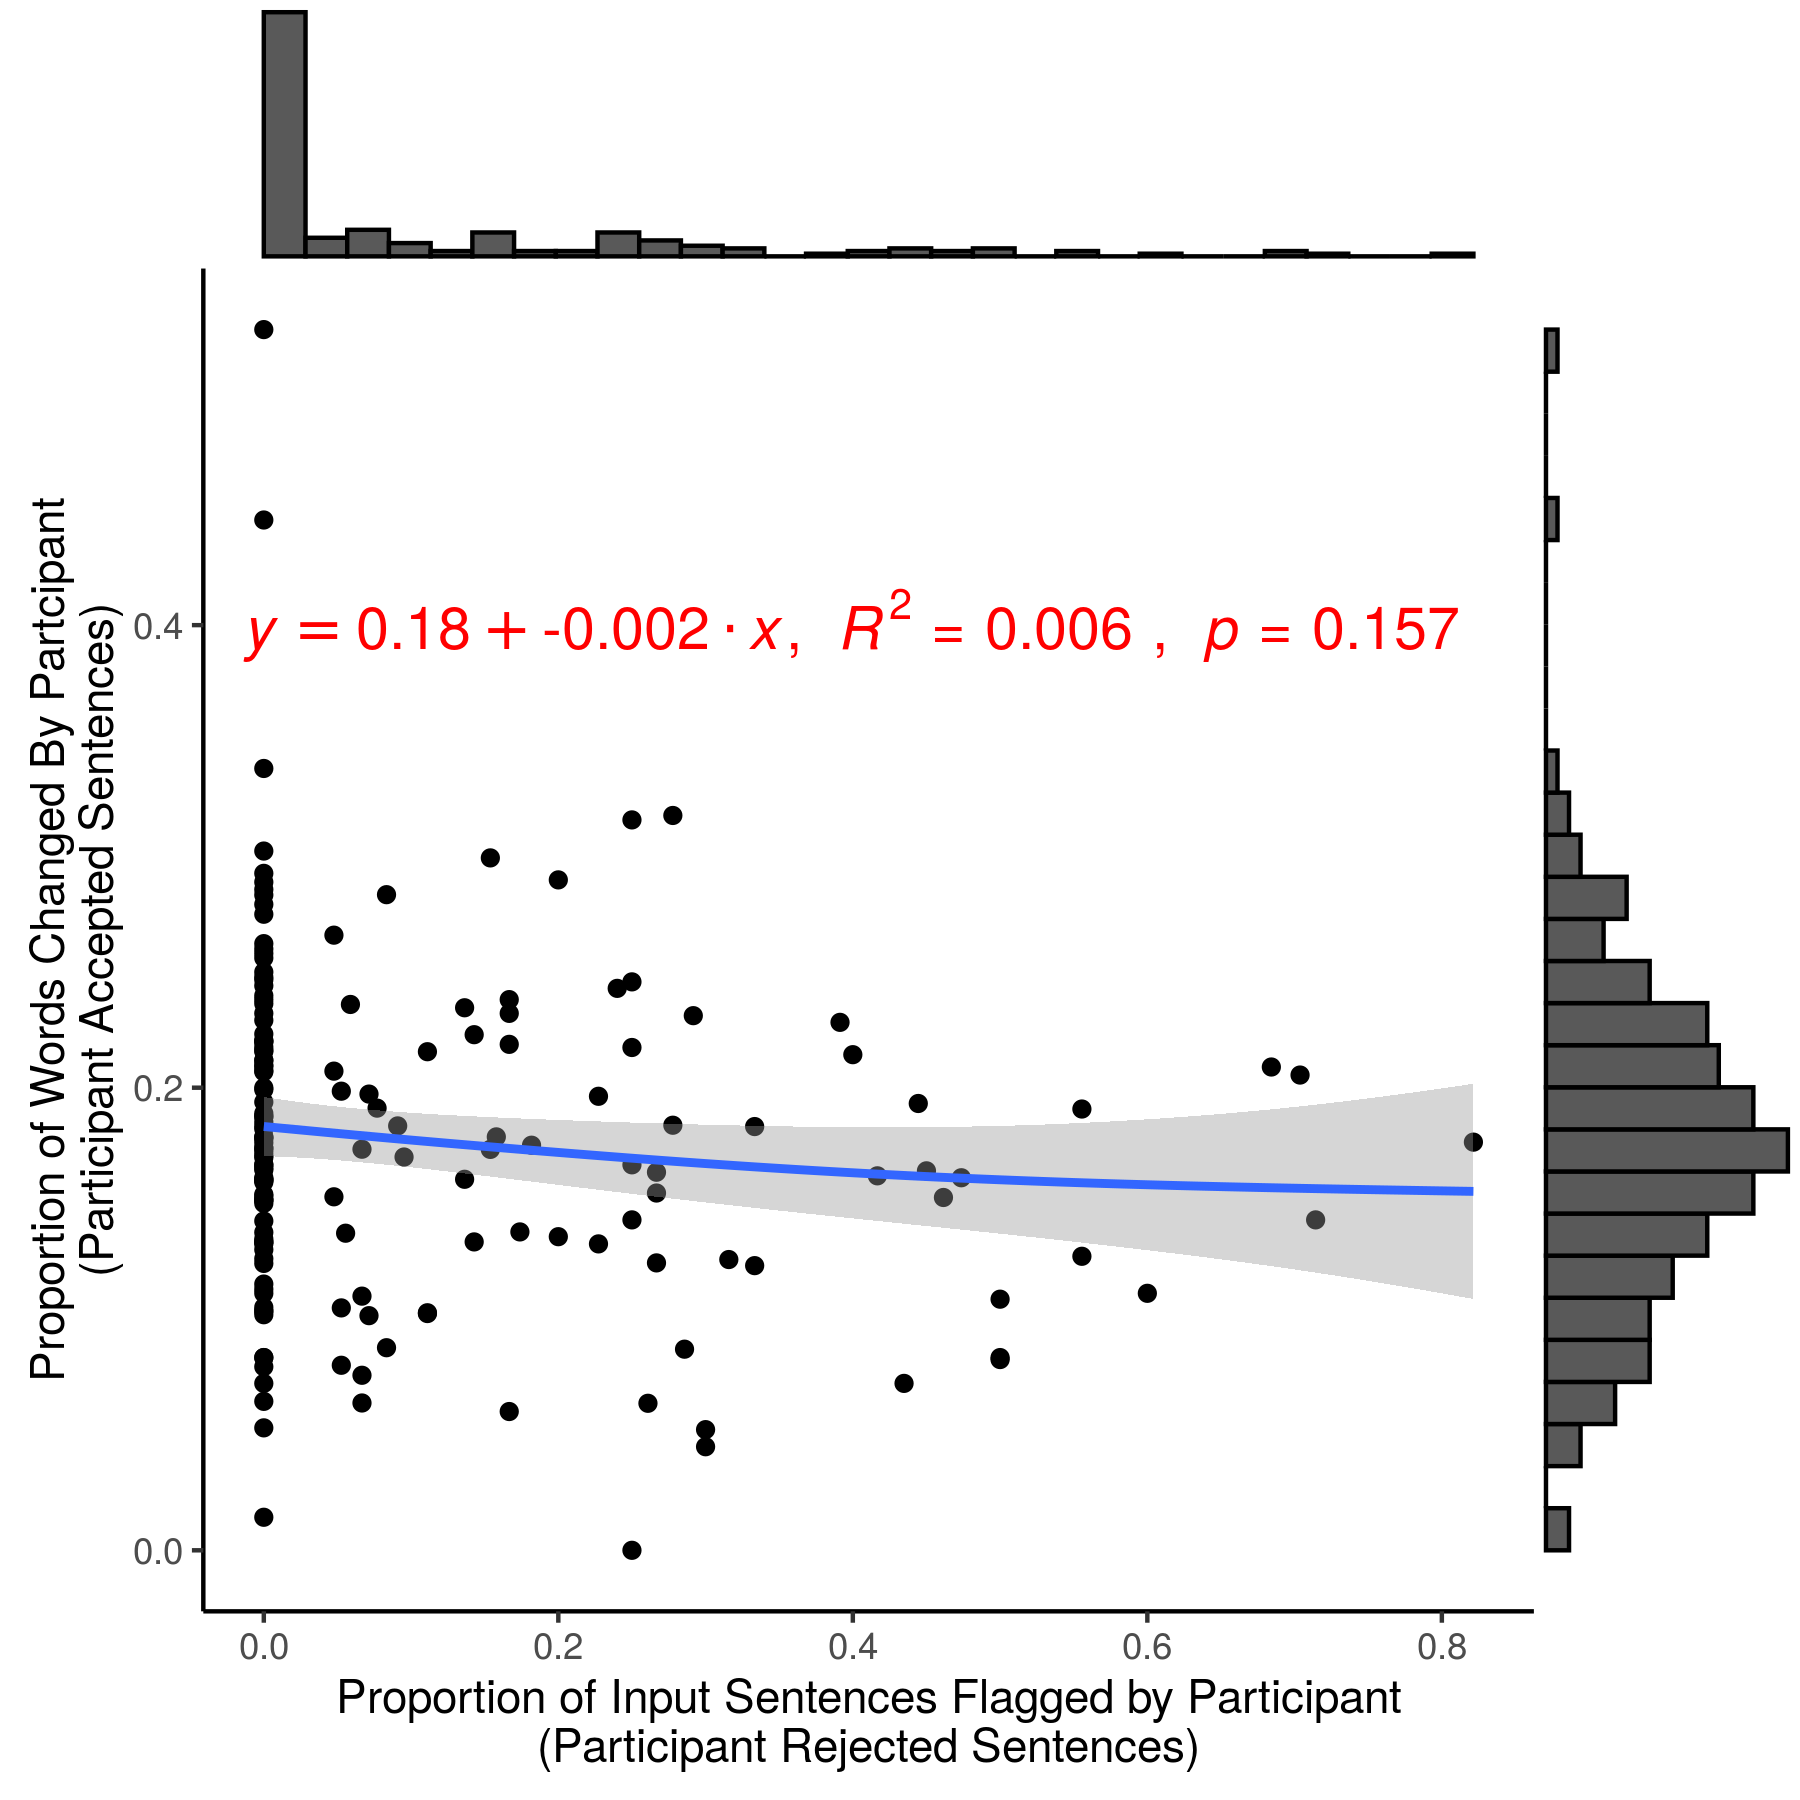 Proportion of Words Changed By Partcipant
(Participant Accepted Sentences)
0.4
0.2
0.0
y = 0.18 + -0.002 · x, R² = 0.006 , p = 0.157
0.0 0.2 0.4 0.6 0.8
Proportion of Input Sentences Flagged by Participant
(Participant Rejected Sentences)